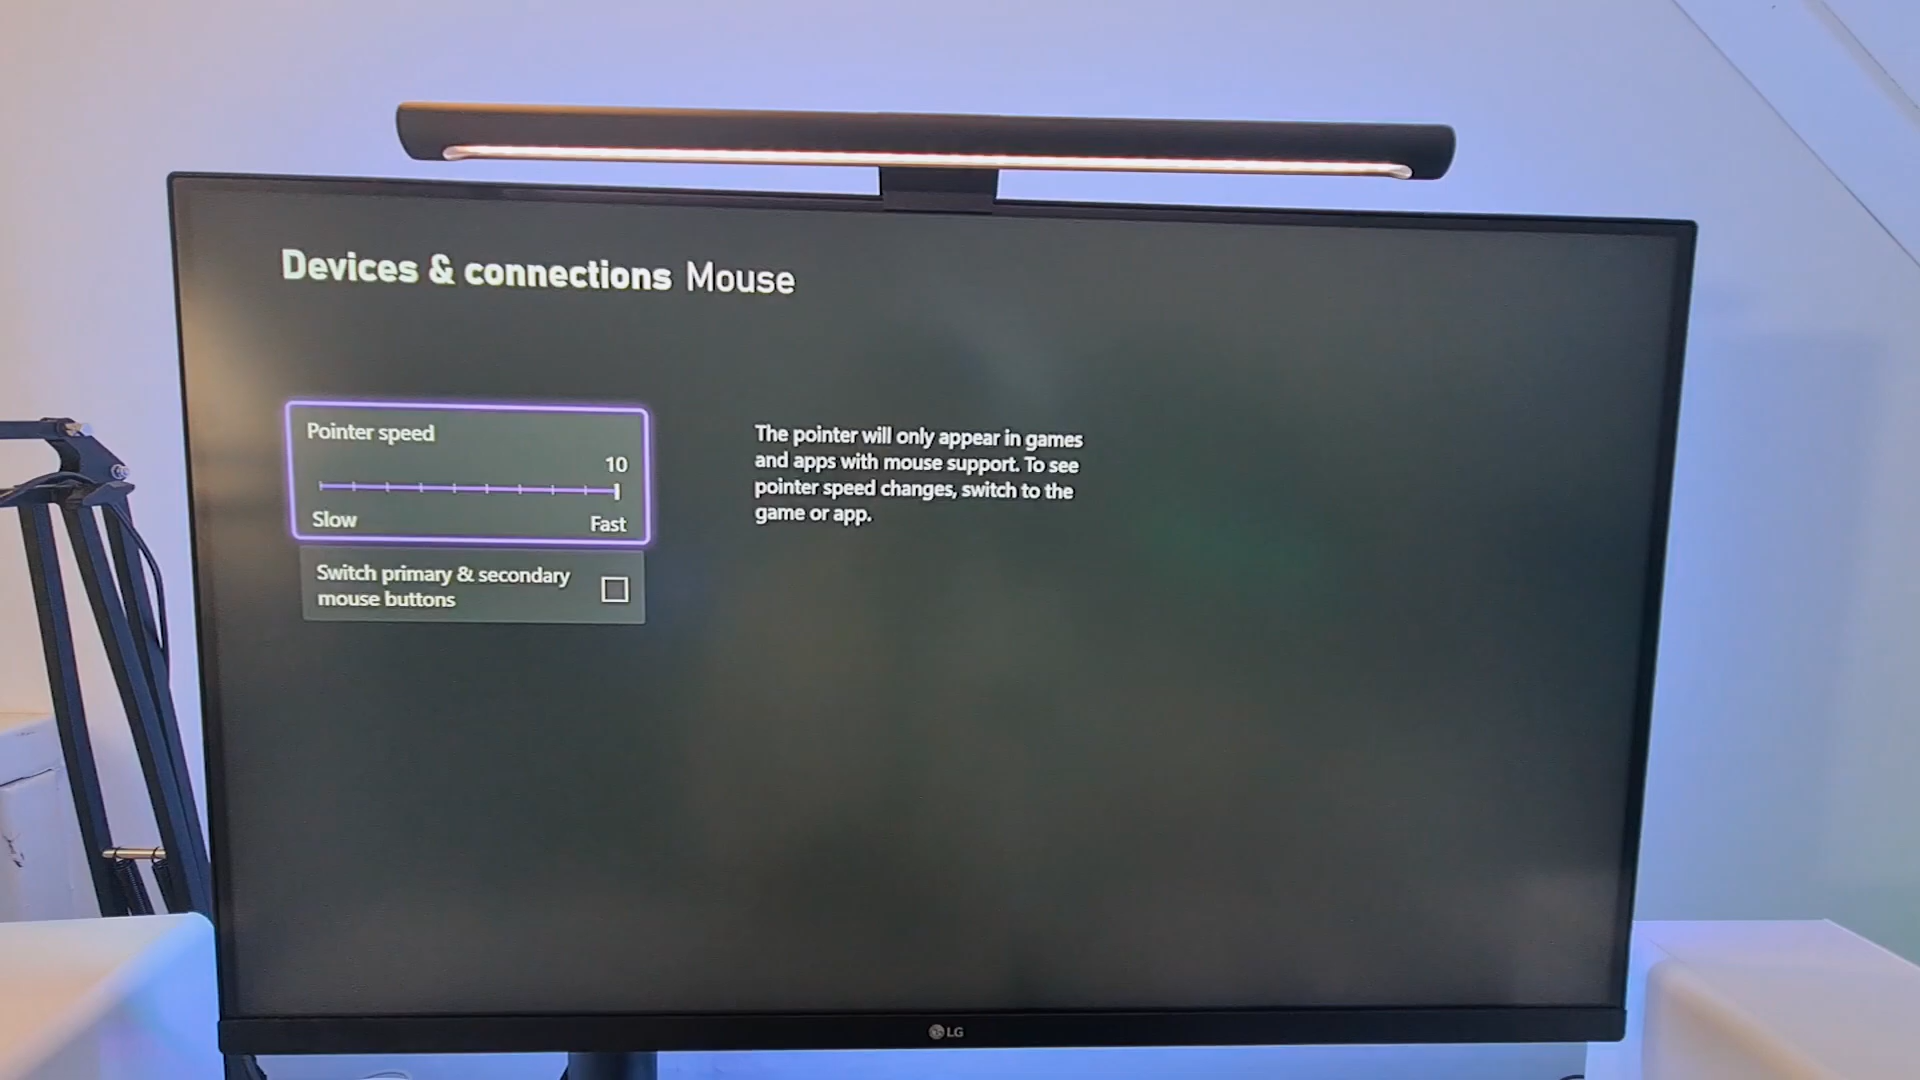 Devices & connections Mouse
Pointer speed
10
Slow
Fast
Switch primary & secondary
mouse buttons
The pointer will only appear in games
and apps with mouse support. To see
pointer speed changes, switch to the
game or app.
LG